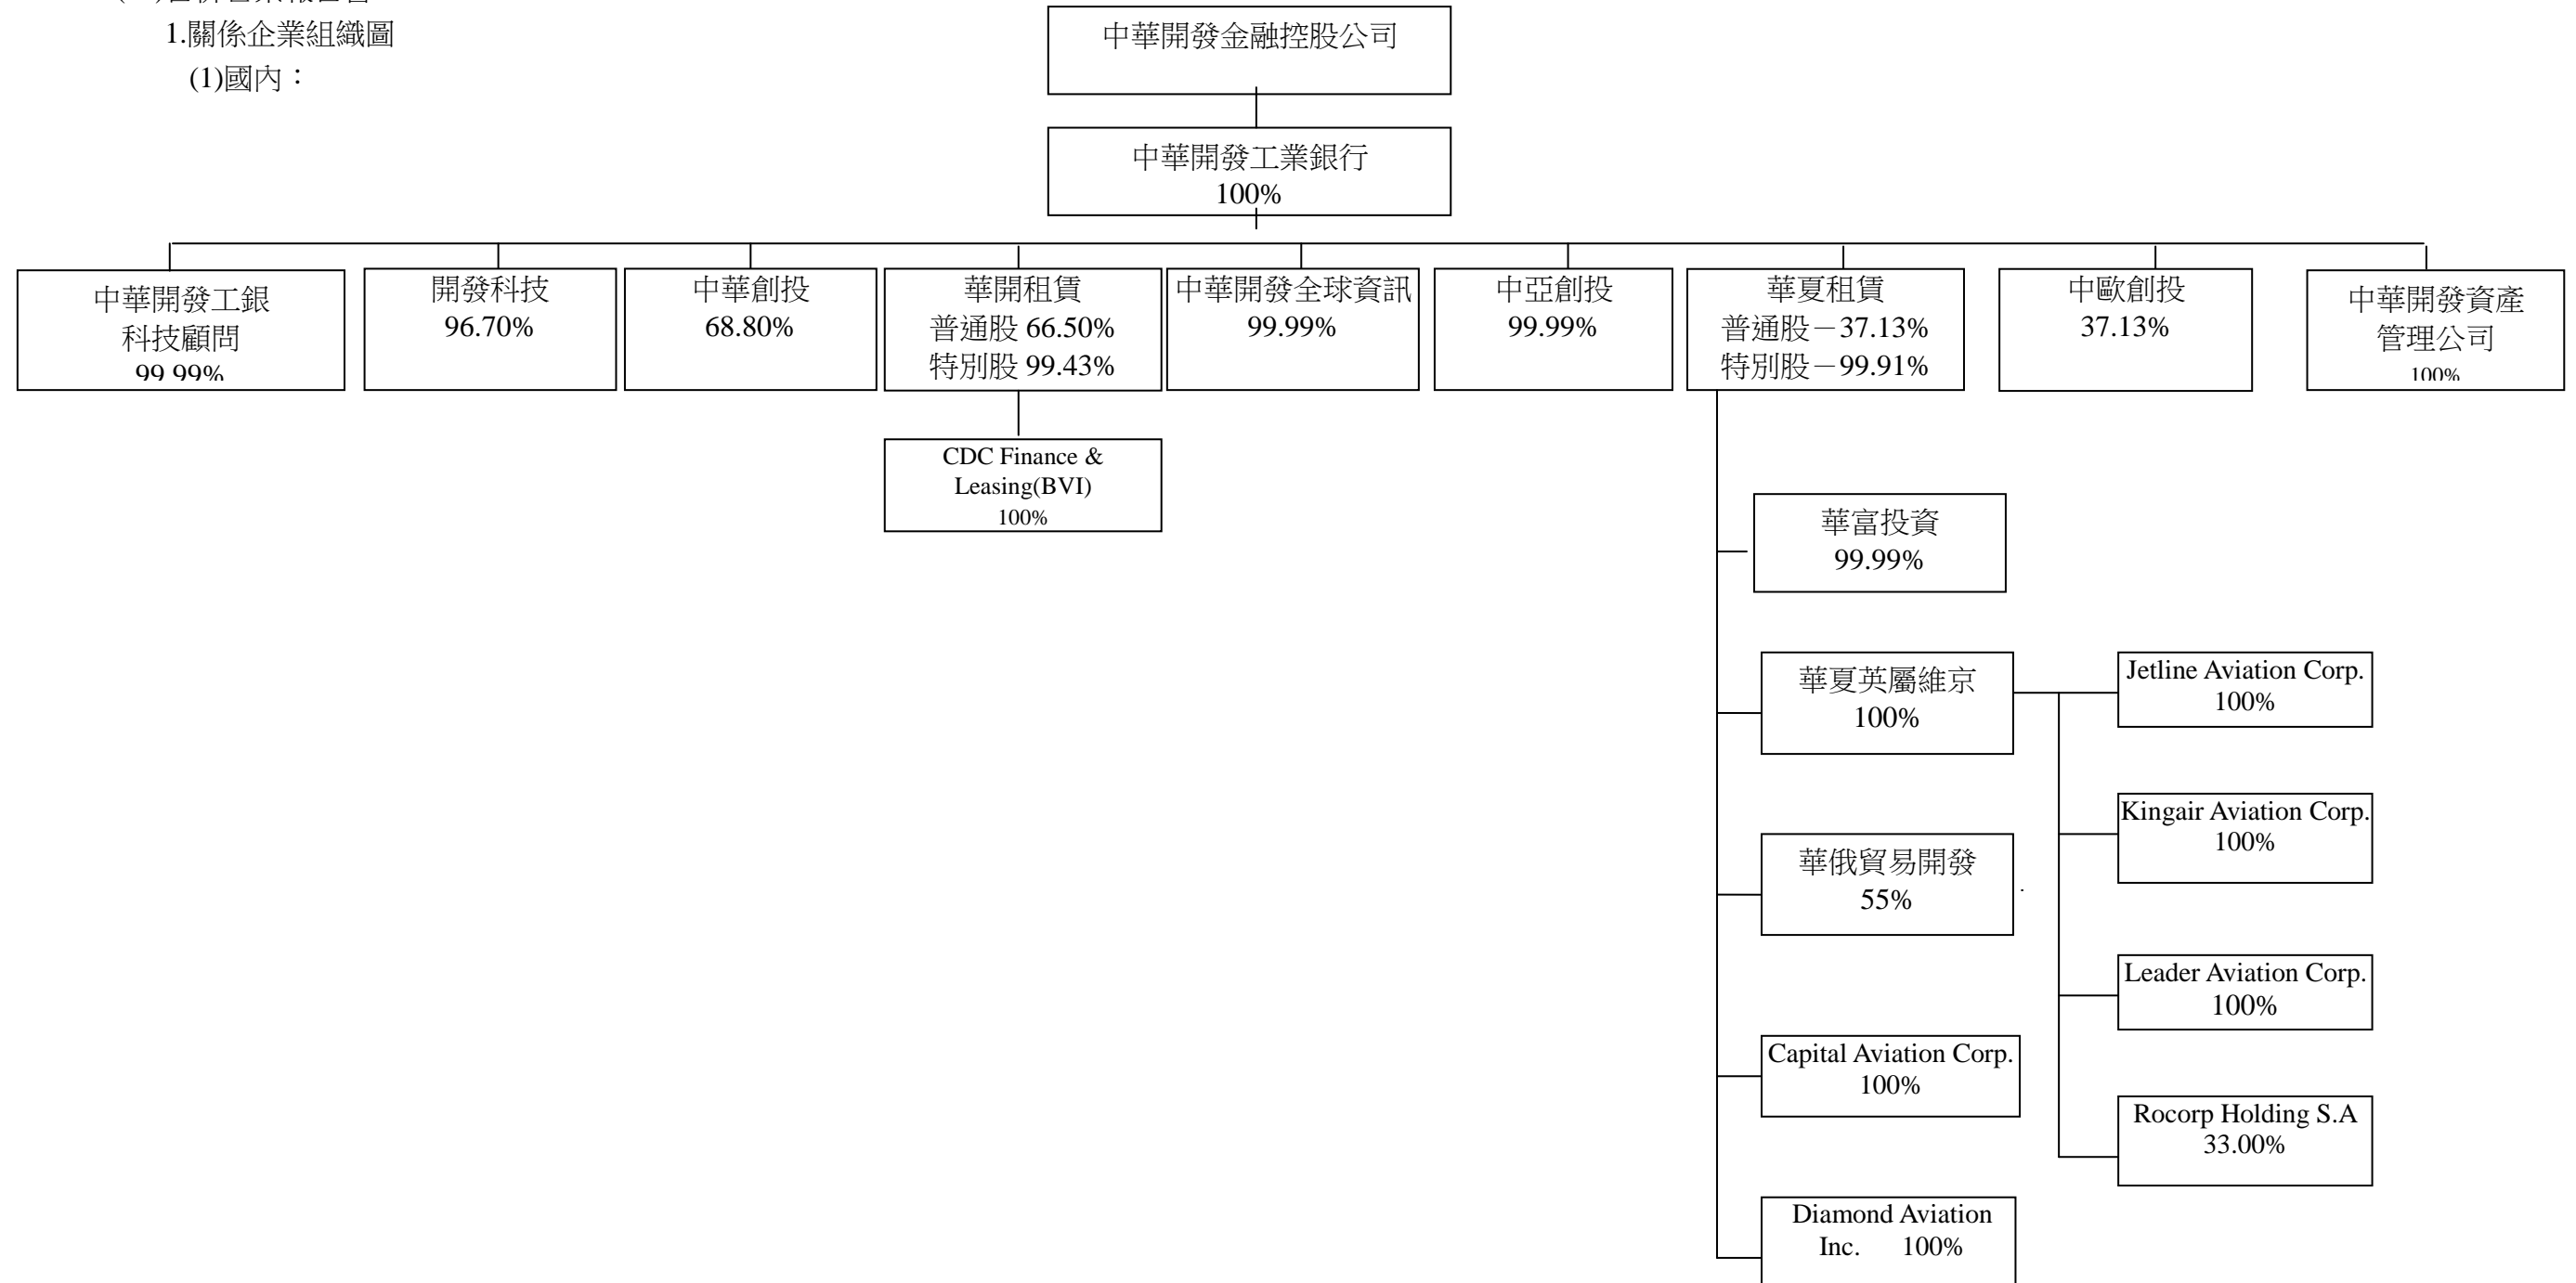 1.關係企業組織圖
(1)國內：
中華開發金融控股公司
中華開發工業銀行
100%
中華開發工銀
科技顧問
99.99%
開發科技
96.70%
中華創投
68.80%
華開租賃
普通股 66.50%
特別股 99.43%
中華開發全球資訊
99.99%
中亞創投
99.99%
華夏租賃
普通股－37.13%
特別股－99.91%
中歐創投
37.13%
中華開發資產
管理公司
100%
CDC Finance &
Leasing(BVI)
100%
華富投資
99.99%
華夏英屬維京
100%
Jetline Aviation Corp.
100%
Kingair Aviation Corp.
100%
華俄貿易開發
55%
Leader Aviation Corp.
100%
Capital Aviation Corp.
100%
Rocorp Holding S.A
33.00%
Diamond Aviation
Inc. 100%